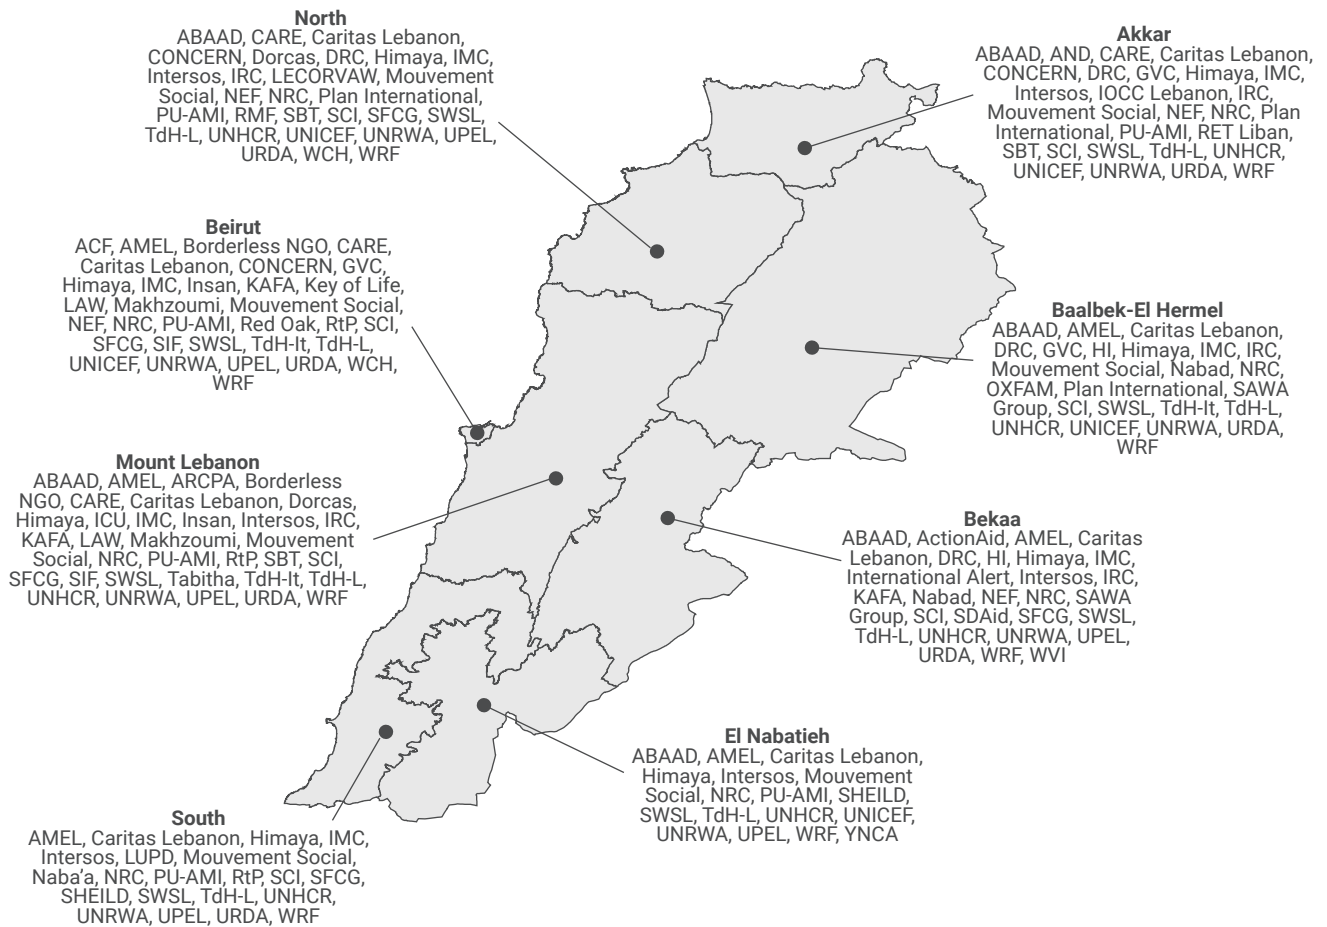 North
ABAAD, CARE, Caritas Lebanon,
CONCERN, Dorcas, DRC, Himaya, IMC,
Intersos, IRC, LECORVAW, Mouvement
Social, NEF, NRC, Plan International,
PU-AMI, RMF, SBT, SCI, SFCG, SWSL,
TdH-L, UNHCR, UNICEF, UNRWA, UPEL,
URDA, WCH, WRF
Akkar
ABAAD, AND, CARE, Caritas Lebanon,
CONCERN, DRC, GVC, Himaya, IMC,
Intersos, IOCC Lebanon, IRC,
Mouvement Social, NEF, NRC, Plan
International, PU-AMI, RET Liban,
SBT, SCI, SWSL, TdH-L, UNHCR,
UNICEF, UNRWA, URDA, WRF
Beirut
ACF, AMEL, Borderless NGO, CARE,
Caritas Lebanon, CONCERN, GVC,
Himaya, IMC, Insan, KAFA, Key of Life,
LAW, Makhzoumi, Mouvement Social,
NEF, NRC, PU-AMI, Red Oak, RtP, SCI,
SFCG, SIF, SWSL, TdH-It, TdH-L,
UNICEF, UNRWA, UPEL, URDA, WCH,
WRF
Baalbek-El Hermel
ABAAD, AMEL, Caritas Lebanon,
DRC, GVC, HI, Himaya, IMC, IRC,
Mouvement Social, Nabad, NRC,
OXFAM, Plan International, SAWA
Group, SCI, SWSL, TdH-It, TdH-L,
UNHCR, UNICEF, UNRWA, URDA,
WRF
Mount Lebanon
ABAAD, AMEL, ARCPA, Borderless
NGO, CARE, Caritas Lebanon, Dorcas,
Himaya, ICU, IMC, Insan, Intersos, IRC,
KAFA, LAW, Makhzoumi, Mouvement
Social, NRC, PU-AMI, RtP, SBT, SCI,
SFCG, SIF, SWSL, Tabitha, TdH-It, TdH-L,
UNHCR, UNRWA, UPEL, URDA, WRF
Bekaa
ABAAD, ActionAid, AMEL, Caritas
Lebanon, DRC, HI, Himaya, IMC,
International Alert, Intersos, IRC,
KAFA, Nabad, NEF, NRC, SAWA
Group, SCI, SDAid, SFCG, SWSL,
TdH-L, UNHCR, UNRWA, UPEL,
URDA, WRF, WVI
El Nabatieh
ABAAD, AMEL, Caritas Lebanon,
Himaya, Intersos, Mouvement
Social, NRC, PU-AMI, SHEILD,
SWSL, TdH-L, UNHCR, UNICEF,
UNRWA, UPEL, WRF, YNCA
South
AMEL, Caritas Lebanon, Himaya, IMC,
Intersos, LUPD, Mouvement Social,
Naba'a, NRC, PU-AMI, RtP, SCI, SFCG,
SHEILD, SWSL, TdH-L, UNHCR,
UNRWA, UPEL, URDA, WRF